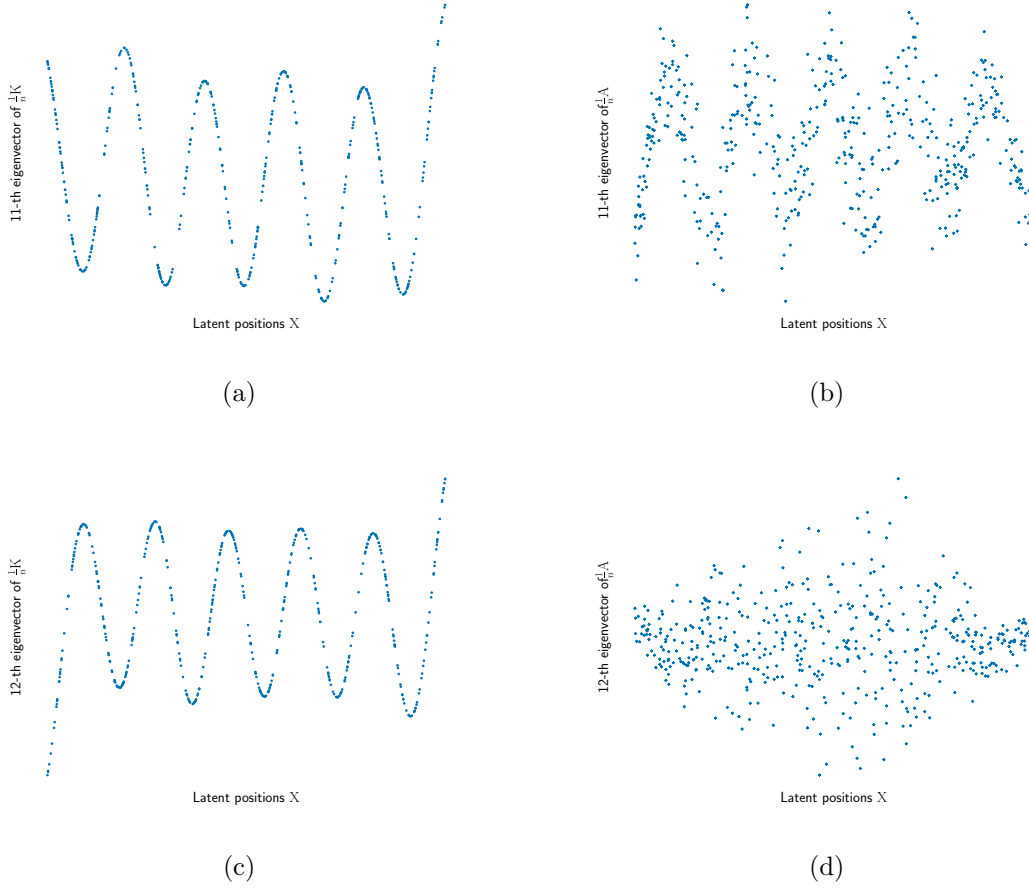 11-th eigenvector of 1/n K
Latent positions X
(a)
11-th eigenvector of 1/n A
Latent positions X
(b)
12-th eigenvector of 1/n K
Latent positions X
(c)
12-th eigenvector of 1/n A
Latent positions X
(d)